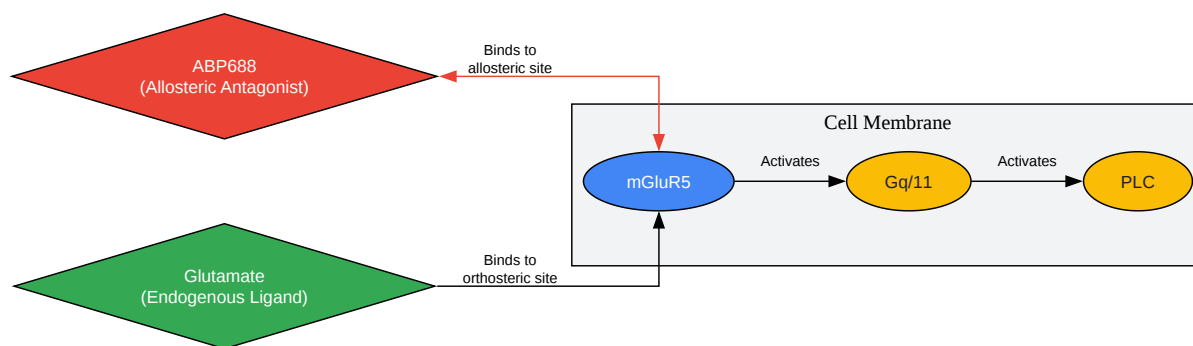 ABP688
(Allosteric Antagonist)
Binds to
allosteric site
Cell Membrane
mGluR5
Activates
Gq/11
Activates
PLC
Glutamate
(Endogenous Ligand)
Binds to
orthosteric site